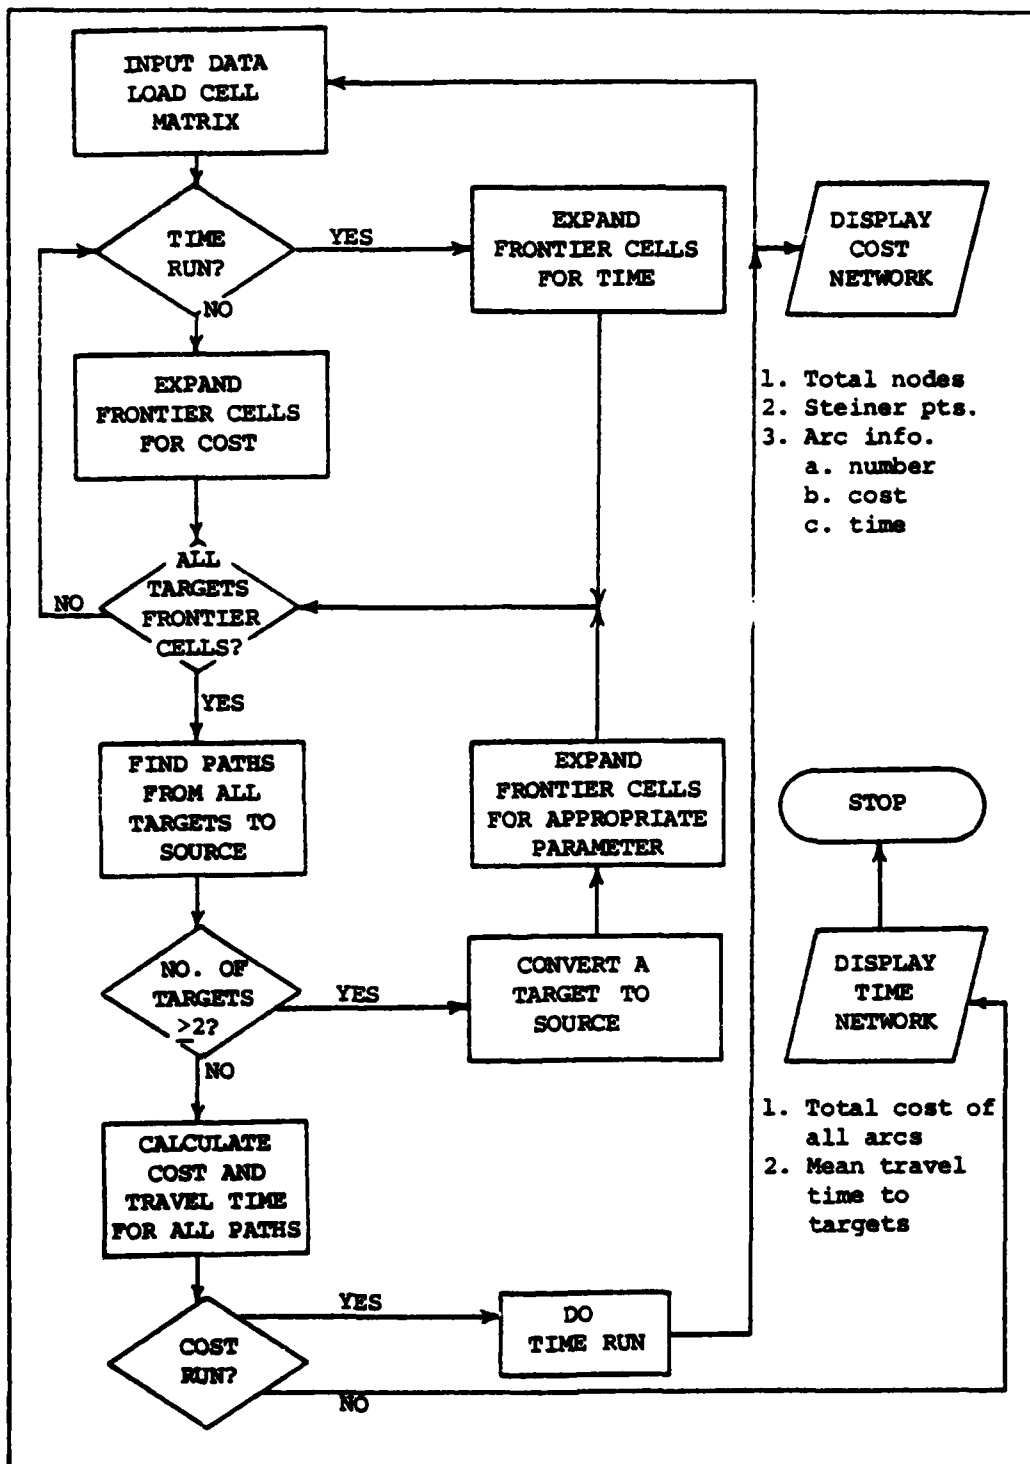 INPUT DATA
LOAD CELL
MATRIX
TIME
RUN?
YES
EXPAND
FRONTIER CELLS
FOR TIME
DISPLAY
COST
NETWORK
NO
EXPAND
FRONTIER CELLS
FOR COST
1. Total nodes
2. Steiner pts.
3. Arc info.
a. number
b. cost
c. time
ALL
TARGETS
FRONTIER
CELLS?
NO
YES
FIND PATHS
FROM ALL
TARGETS TO
SOURCE
EXPAND
FRONTIER CELLS
FOR APPROPRIATE
PARAMETER
STOP
NO. OF
TARGETS
>2?
YES
CONVERT A
TARGET TO
SOURCE
DISPLAY
TIME
NETWORK
NO
1. Total cost of
all arcs
2. Mean travel
time to
targets
CALCULATE
COST AND
TRAVEL TIME
FOR ALL PATHS
COST
RUN?
YES
DO
TIME RUN
NO